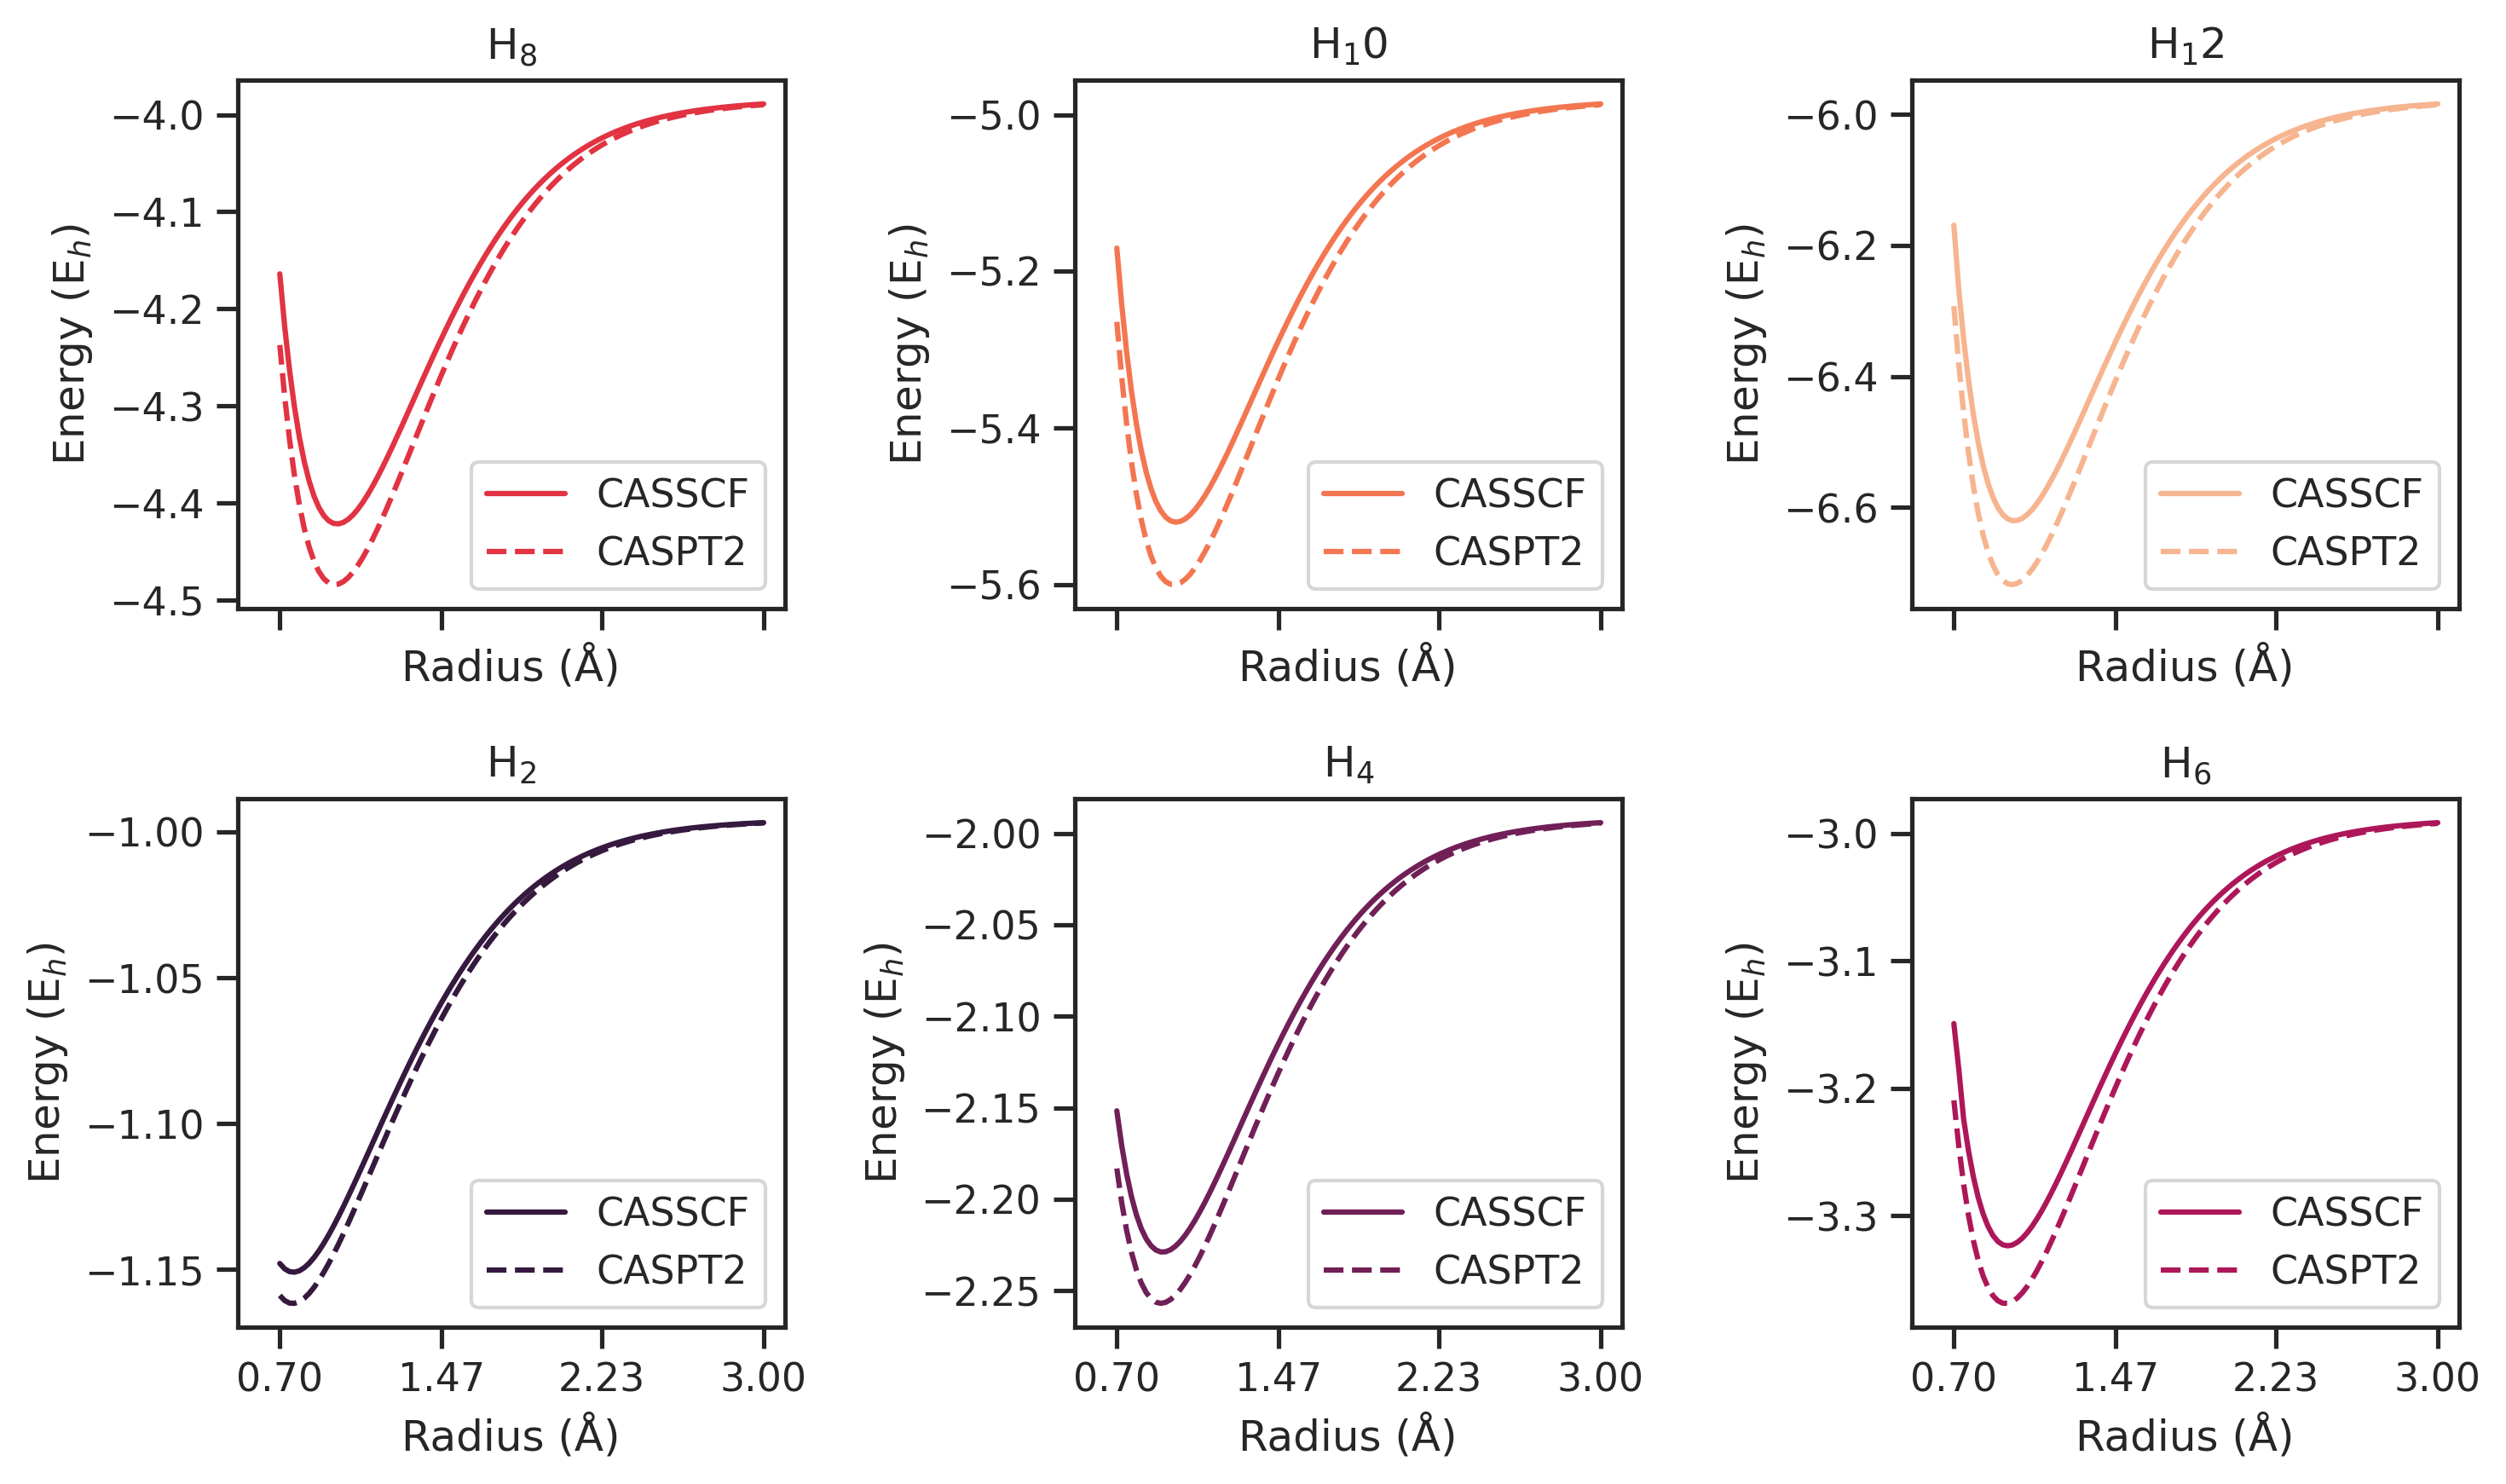 H₈
−4.0
−4.1
−4.2
−4.3
−4.4
−4.5
Energy (Eₕ)
CASSCF
CASPT2
Radius (Å)
H₁0
−5.0
−5.2
−5.4
−5.6
Energy (Eₕ)
CASSCF
CASPT2
Radius (Å)
H₁2
−6.0
−6.2
−6.4
−6.6
Energy (Eₕ)
CASSCF
CASPT2
Radius (Å)
H₂
−1.00
−1.05
−1.10
−1.15
Energy (Eₕ)
CASSCF
CASPT2
0.70 1.47 2.23 3.00
Radius (Å)
H₄
−2.00
−2.05
−2.10
−2.15
−2.20
−2.25
Energy (Eₕ)
CASSCF
CASPT2
0.70 1.47 2.23 3.00
Radius (Å)
H₆
−3.0
−3.1
−3.2
−3.3
Energy (Eₕ)
CASSCF
CASPT2
0.70 1.47 2.23 3.00
Radius (Å)